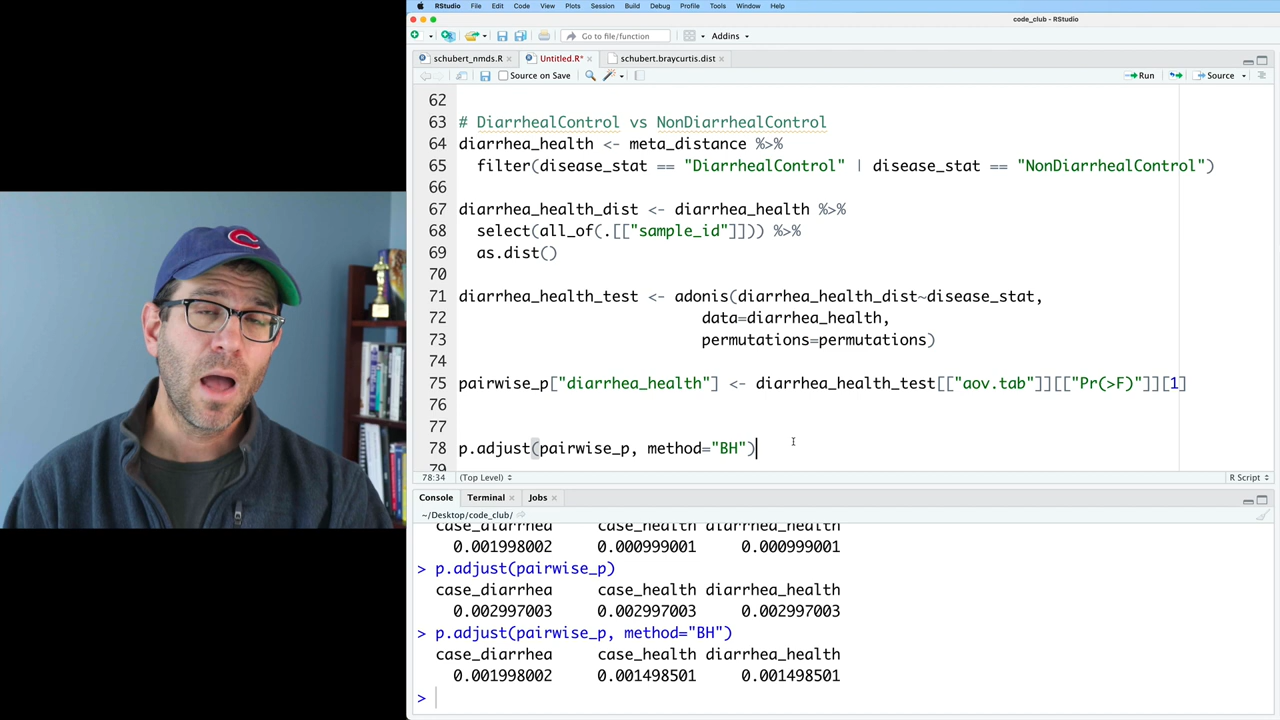 RStudio File Edit Code View Plots Session Build Debug Profile Tools Window Help
code_club - RStudio
Go to file/function Addins
schubert_nmds.R Untitled.R* schubert.braycurtis.dist
Source on Save Run Source
62
63 # DiarrhealControl vs NonDiarrhealControl
64 diarrhea_health <- meta_distance %>%
65 filter(disease_stat == "DiarrhealControl" | disease_stat == "NonDiarrhealControl")
66
67 diarrhea_health_dist <- diarrhea_health %>%
68 select(all_of(.[["sample_id"]])) %>%
69 as.dist()
70
71 diarrhea_health_test <- adonis(diarrhea_health_dist~disease_stat,
72 data=diarrhea_health,
73 permutations=permutations)
74
75 pairwise_p["diarrhea_health"] <- diarrhea_health_test[["aov.tab"]][["Pr(>F)"]][1]
76
77
78 p.adjust(pairwise_p, method="BH")
79
78:34 (Top Level) R Script
Console Terminal Jobs
~/Desktop/code_club/
case_diarrhea case_health diarrhea_health
0.001998002 0.000999001 0.000999001
> p.adjust(pairwise_p)
case_diarrhea case_health diarrhea_health
0.002997003 0.002997003 0.002997003
> p.adjust(pairwise_p, method="BH")
case_diarrhea case_health diarrhea_health
0.001998002 0.001498501 0.001498501
>